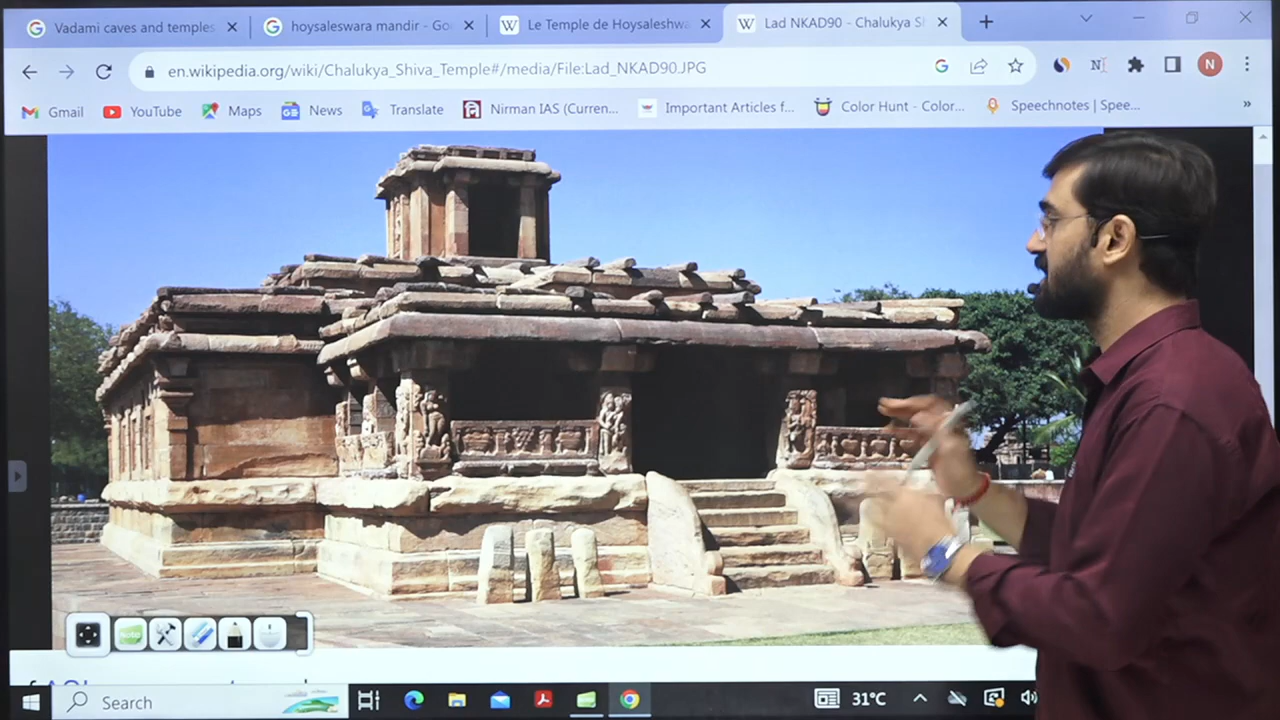 Vadami caves and temples
hoysaleswara mandir - Go
Le Temple de Hoysaleshwa
Lad NKAD90 - Chalukya S
en.wikipedia.org/wiki/Chalukya_Shiva_Temple#/media/File:Lad_NKAD90.JPG
N
Gmail
YouTube
Maps
News
Translate
Nirman IAS (Curren...
Important Articles f...
Color Hunt - Color...
Speechnotes | Spee...
auto
Search
31°C